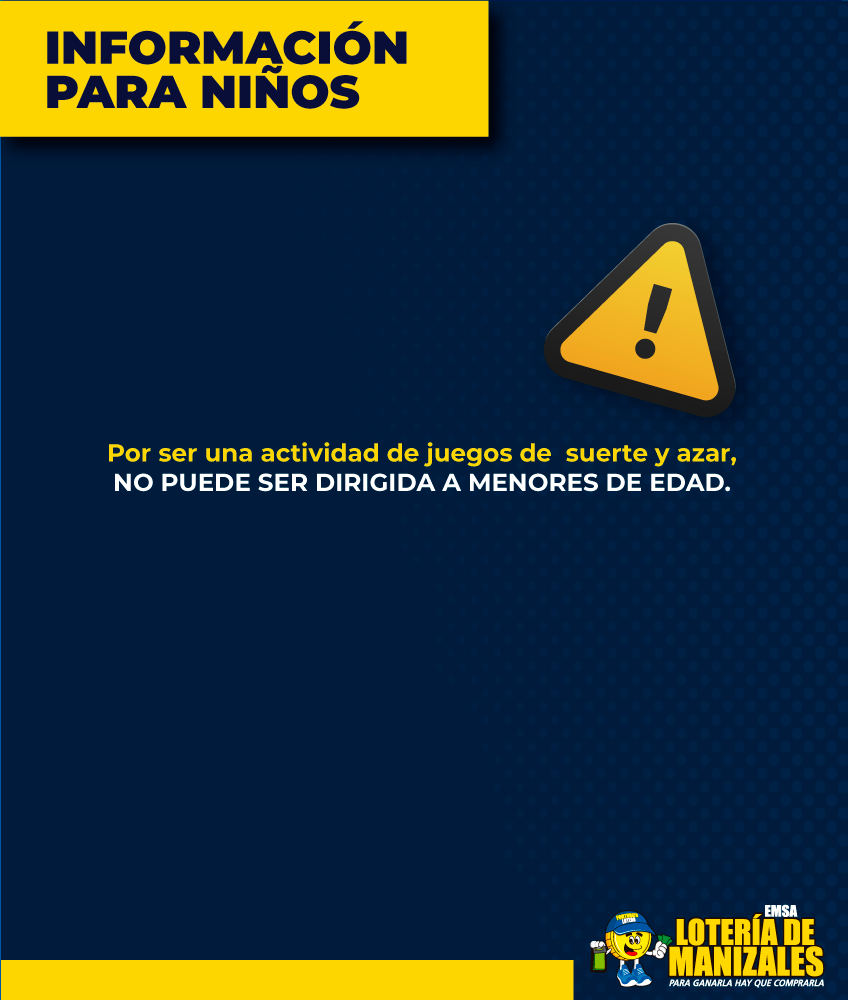 INFORMACIÓN
PARA NIÑOS
!
Por ser una actividad de juegos de  suerte y azar,
NO PUEDE SER DIRIGIDA A MENORES DE EDAD.
EMSA
LOTERÍA DE
MANIZALES
PARA GANARLA HAY QUE COMPRARLA